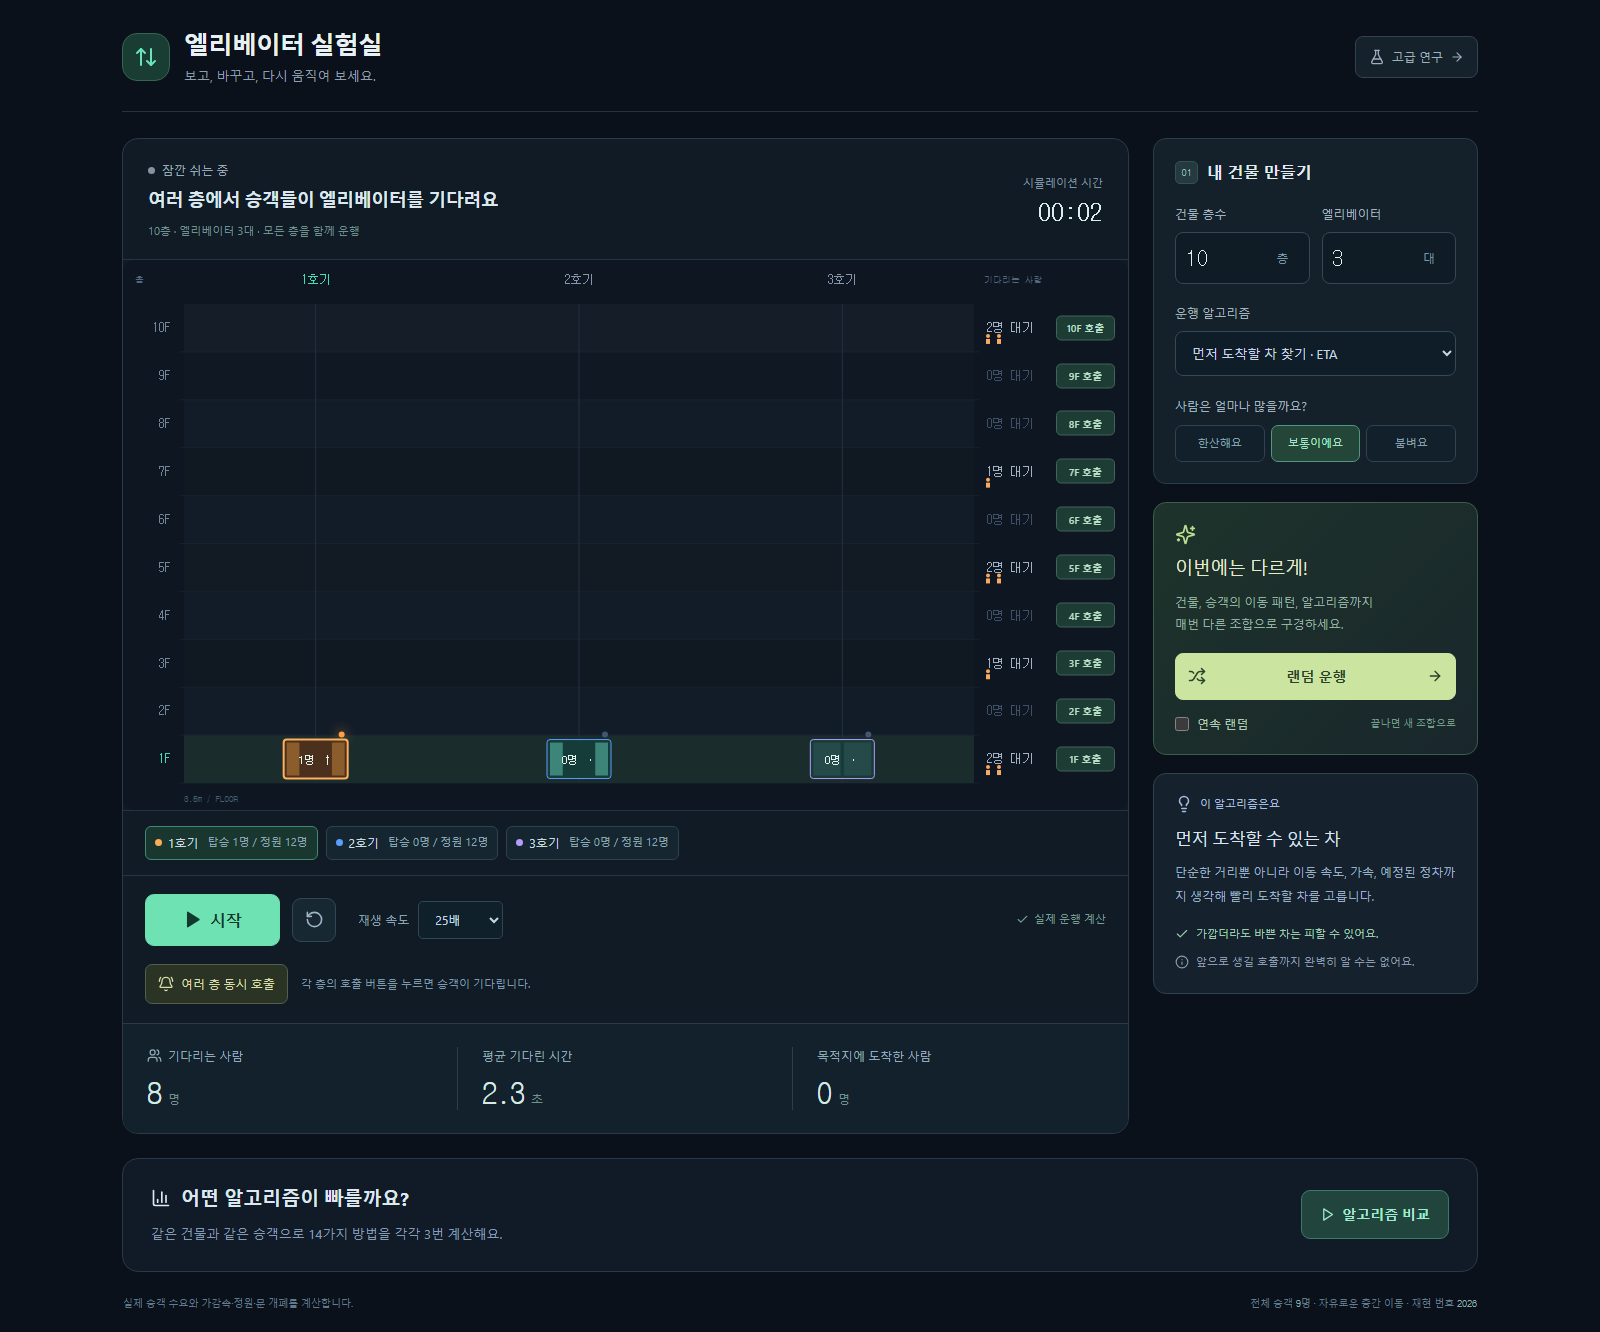 엘리베이터 실험실
보고, 바꾸고, 다시 움직여 보세요.
고급 연구
잠깐 쉬는 중
여러 층에서 승객들이 엘리베이터를 기다려요
10층 · 엘리베이터 3대 · 모든 층을 함께 운행
시뮬레이션 시간
00:02
층
1호기
2호기
3호기
기다리는 사람
10F
2명 대기
10F 호출
9F
0명 대기
9F 호출
8F
0명 대기
8F 호출
7F
1명 대기
7F 호출
6F
0명 대기
6F 호출
5F
2명 대기
5F 호출
4F
0명 대기
4F 호출
3F
1명 대기
3F 호출
2F
0명 대기
2F 호출
1F
1명 ↑
0명 ·
0명 ·
2명 대기
1F 호출
/ FLOOR
1호기 탑승 1명 / 정원 12명
2호기 탑승 0명 / 정원 12명
3호기 탑승 0명 / 정원 12명
시작
재생 속도
25배
실제 운행 계산
여러 층 동시 호출
각 층의 호출 버튼을 누르면 승객이 기다립니다.
기다리는 사람
8 명
평균 기다린 시간
2.3 초
목적지에 도착한 사람
0 명
01 내 건물 만들기
건물 층수
10 층
엘리베이터
3 대
운행 알고리즘
먼저 도착할 차 찾기 · ETA
사람은 얼마나 많을까요?
한산해요
보통이에요
붐벼요
이번에는 다르게!
건물, 승객의 이동 패턴, 알고리즘까지
매번 다른 조합으로 구경하세요.
랜덤 운행
연속 랜덤
끝나면 새 조합으로
이 알고리즘은요
먼저 도착할 수 있는 차
단순한 거리뿐 아니라 이동 속도, 가속, 예정된 정차까
지 생각해 빨리 도착할 차를 고릅니다.
가깝더라도 바쁜 차는 피할 수 있어요.
앞으로 생길 호출까지 완벽히 알 수는 없어요.
어떤 알고리즘이 빠를까요?
같은 건물과 같은 승객으로 14가지 방법을 각각 3번 계산해요.
알고리즘 비교
실제 승객 수요와 가감속·정원·문 개폐를 계산합니다.
전체 승객 9명 · 자유로운 층간 이동 · 재현 번호 2026